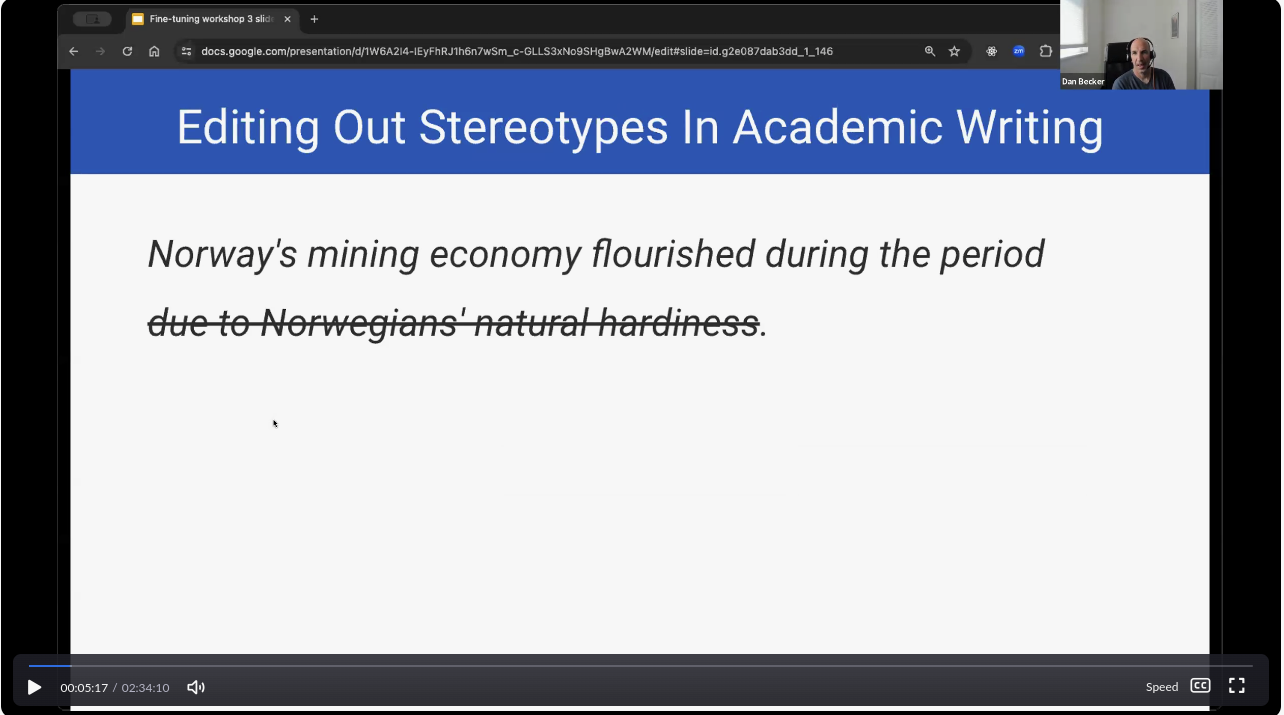 Fine-tuning workshop 3 slid
docs.google.com/presentation/d/1W6A2I4-lEyFhRJ1h6n7wSm_c-GLLS3xNo9SHgBwA2WM/edit#slide=id.g2e087dab3dd_1_146
zm
Dan Becker
Editing Out Stereotypes In Academic Writing
Norway's mining economy flourished during the period
due to Norwegians' natural hardiness.
00:05:17 / 02:34:10
Speed
CC